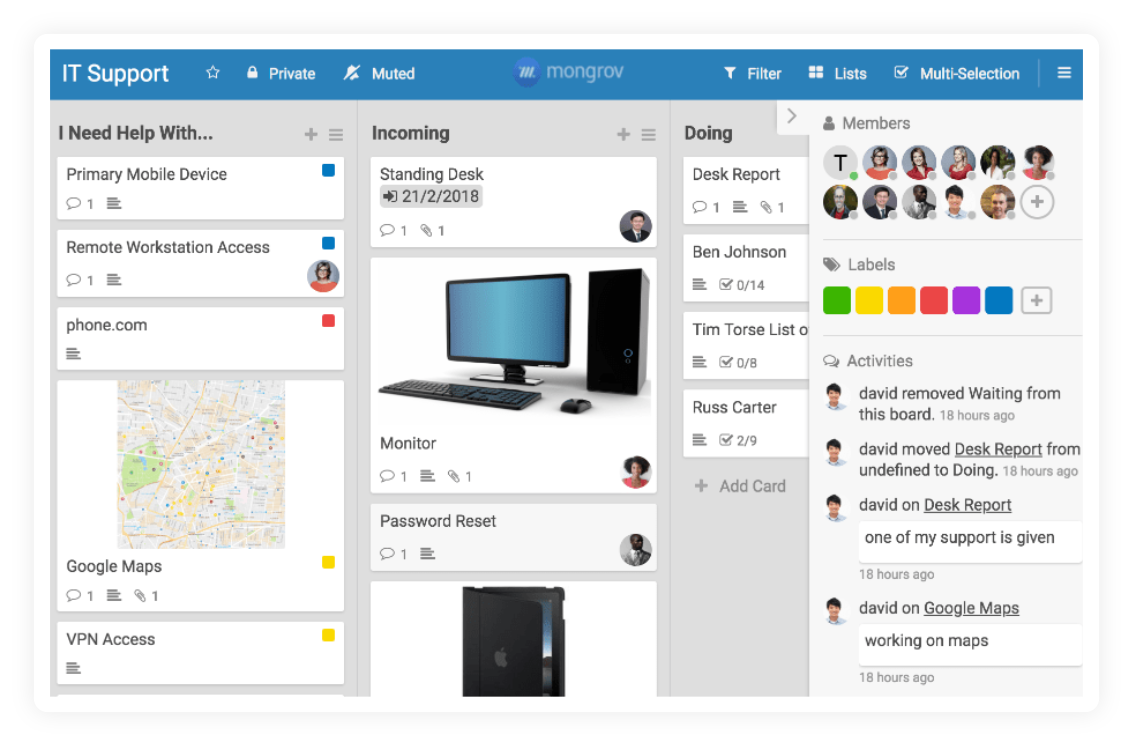 IT Support Private Muted mongrov Filter Lists Multi-Selection
I Need Help With...
Primary Mobile Device
1
Remote Workstation Access
1
phone.com
Google Maps
1 1
VPN Access
Incoming
Standing Desk
21/2/2018
1 1
Monitor
1 1
Password Reset
1
Doing
Desk Report
1 1
Ben Johnson
0/14
Tim Torse List o
0/8
Russ Carter
2/9
Add Card
Members
T
Labels
Activities
david removed Waiting from
this board. 18 hours ago
david moved Desk Report from
undefined to Doing. 18 hours ago
david on Desk Report
one of my support is given
18 hours ago
david on Google Maps
working on maps
18 hours ago